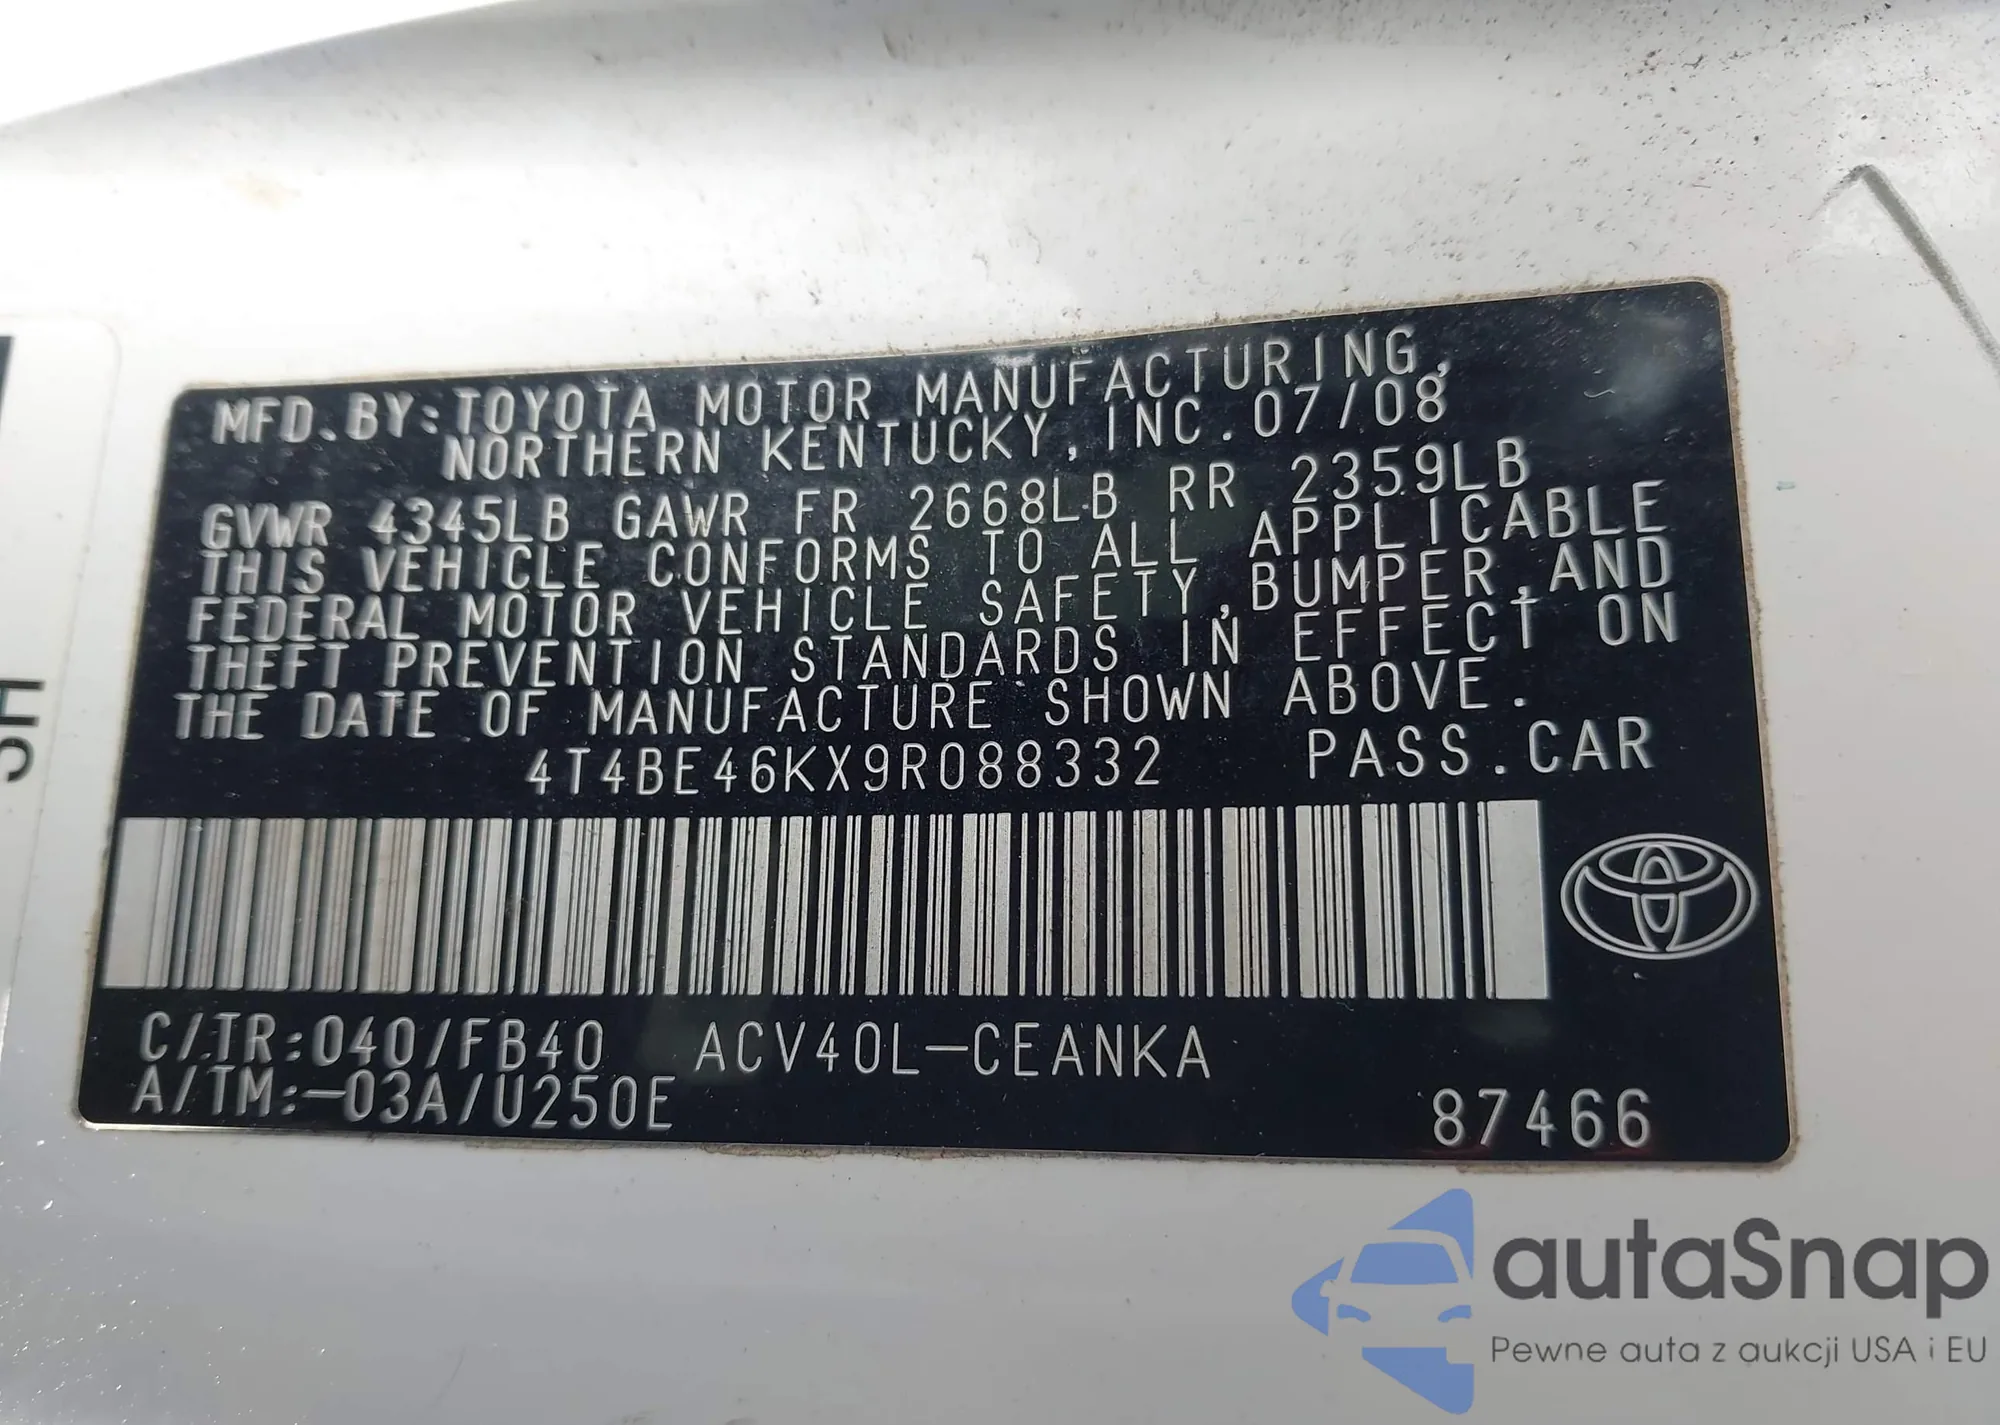 MFD.BY:TOYOTA MOTOR MANUFACTURING,
NORTHERN KENTUCKY,INC.07/08
GVWR 4345LB GAWR FR 2668LB RR 2359LB
THIS VEHICLE CONFORMS TO ALL APPLICABLE
FEDERAL MOTOR VEHICLE SAFETY,BUMPER,AND
THEFT PREVENTION STANDARDS IN EFFECT ON
THE DATE OF MANUFACTURE SHOWN ABOVE.
4T4BE46KX9R088332 PASS.CAR
C/TR:040/FB40 ACV40L-CEANKA
A/TM:-03A/U250E 87466
SH
autaSnap
Pewne auta z aukcji USA i EU